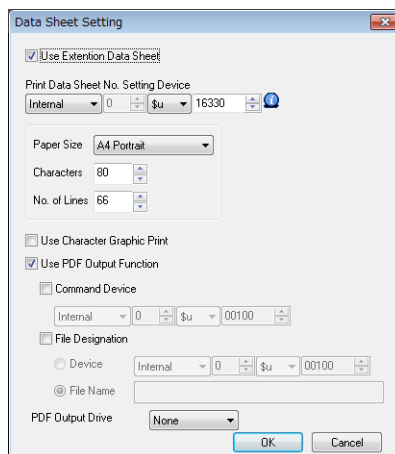 Data Sheet Setting
Use Extention Data Sheet
Print Data Sheet No. Setting Device
Internal 0 $u 16330
Paper Size A4 Portrait
Characters 80
No. of Lines 66
Use Character Graphic Print
Use PDF Output Function
Command Device
Internal 0 $u 00100
File Designation
Device Internal 0 $u 00100
File Name
PDF Output Drive None
OK Cancel